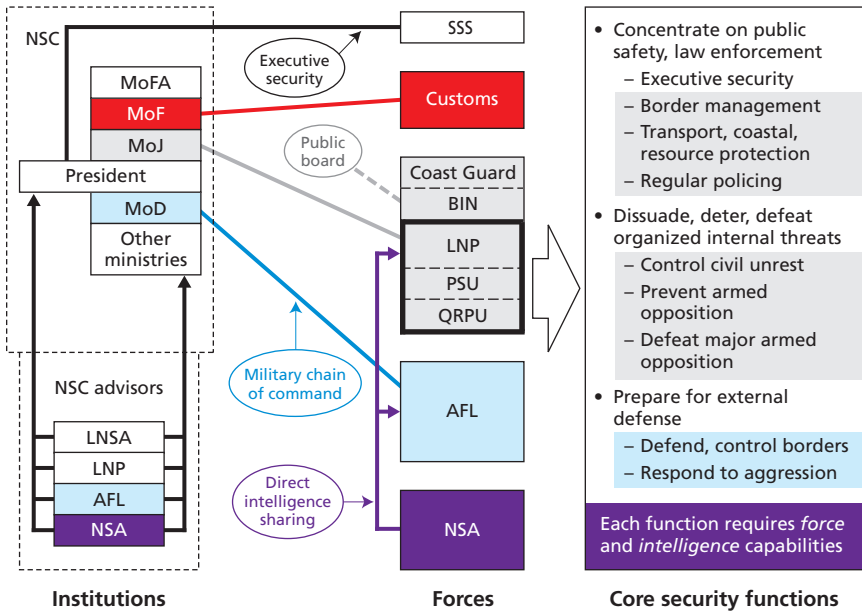 NSC
MoFA
MoF
MoJ
President
MoD
Other
ministries
NSC advisors
LNSA
LNP
AFL
NSA
Institutions
Executive
security
Public
board
Military chain
of command
Direct
intelligence
sharing
SSS
Customs
Coast Guard
BIN
LNP
PSU
QRPU
AFL
NSA
Forces
• Concentrate on public
safety, law enforcement
– Executive security
– Border management
– Transport, coastal,
resource protection
– Regular policing
• Dissuade, deter, defeat
organized internal threats
– Control civil unrest
– Prevent armed
opposition
– Defeat major armed
opposition
• Prepare for external
defense
– Defend, control borders
– Respond to aggression
Each function requires force
and intelligence capabilities
Core security functions